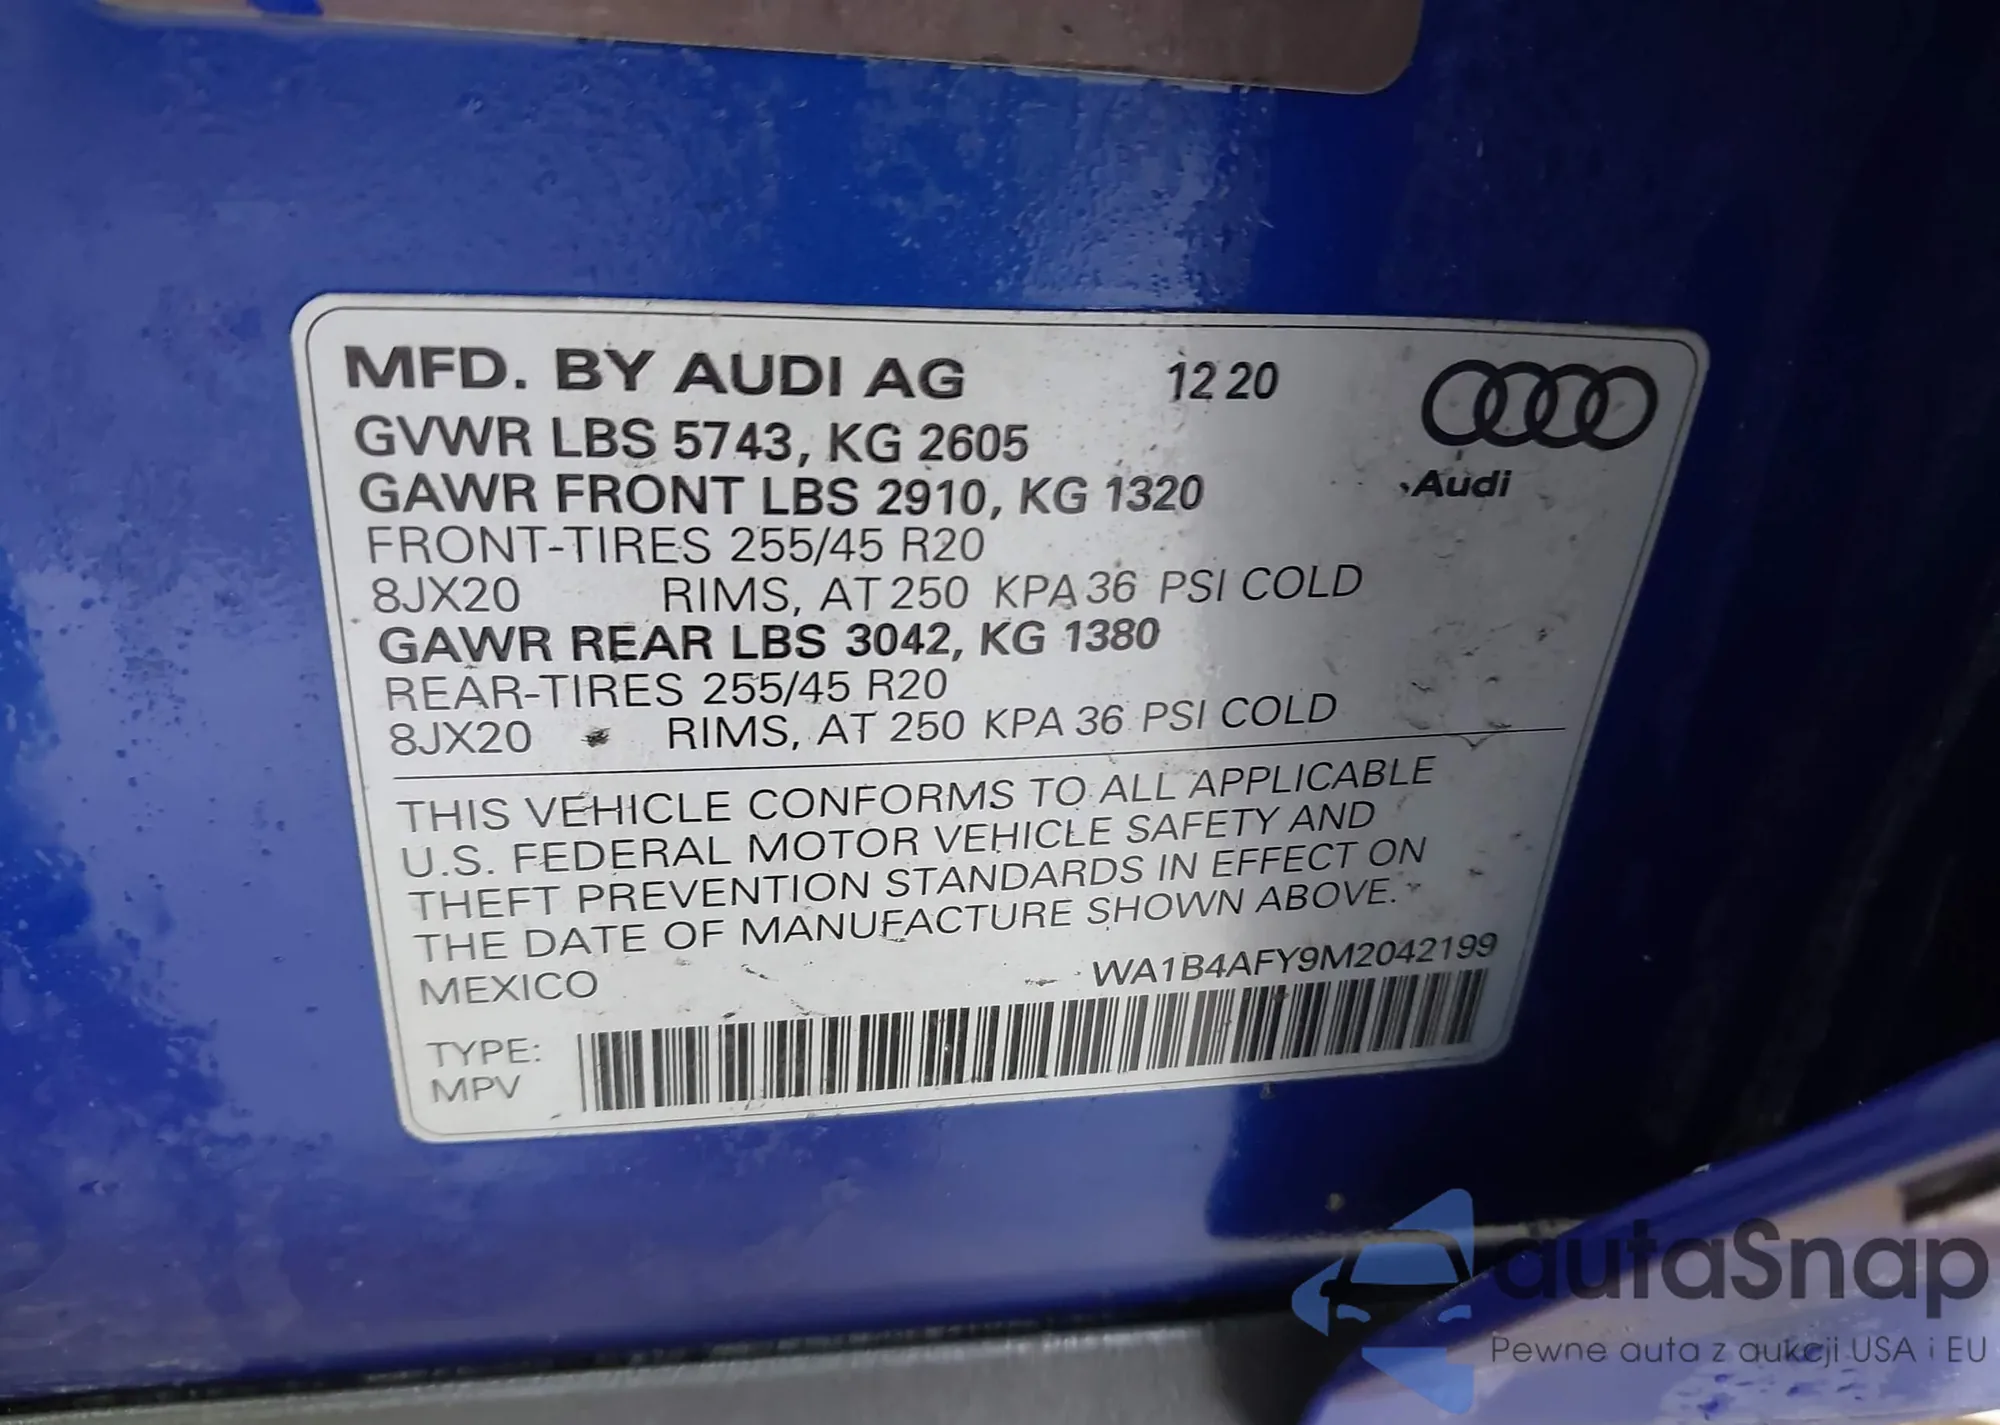 MFD. BY AUDI AG 12 20
GVWR LBS 5743, KG 2605
GAWR FRONT LBS 2910, KG 1320
Audi
FRONT-TIRES 255/45 R20
8JX20 RIMS, AT 250 KPA 36 PSI COLD
GAWR REAR LBS 3042, KG 1380
REAR-TIRES 255/45 R20
8JX20 RIMS, AT 250 KPA 36 PSI COLD
THIS VEHICLE CONFORMS TO ALL APPLICABLE
U.S. FEDERAL MOTOR VEHICLE SAFETY AND
THEFT PREVENTION STANDARDS IN EFFECT ON
THE DATE OF MANUFACTURE SHOWN ABOVE.
MEXICO WA1B4AFY9M2042199
TYPE:
MPV
autaSnap
Pewne auta z aukcji USA i EU